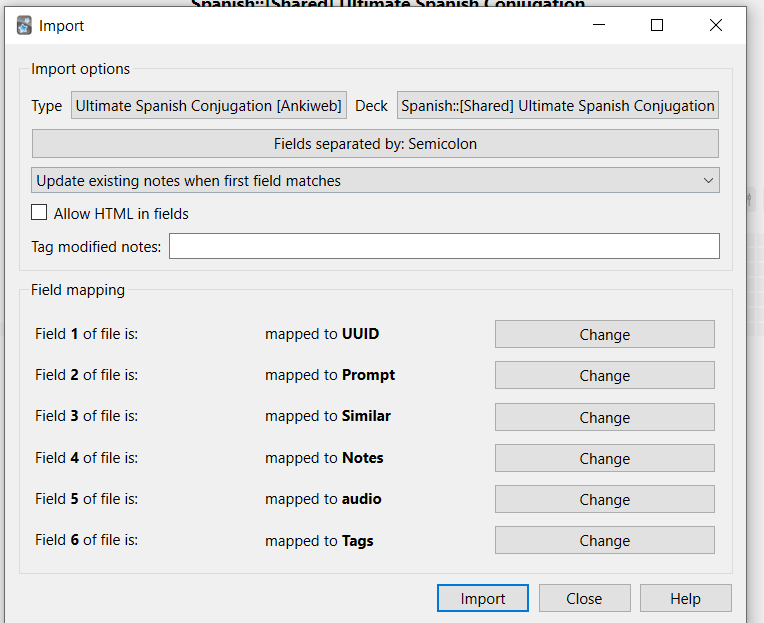 Spanish::[Shared] Ultimate Spanish Conjugation
Import
Import options
Type Ultimate Spanish Conjugation [Ankiweb] Deck Spanish::[Shared] Ultimate Spanish Conjugation
Fields separated by: Semicolon
Update existing notes when first field matches
Allow HTML in fields
Tag modified notes:
Field mapping
Field 1 of file is: mapped to UUID Change
Field 2 of file is: mapped to Prompt Change
Field 3 of file is: mapped to Similar Change
Field 4 of file is: mapped to Notes Change
Field 5 of file is: mapped to audio Change
Field 6 of file is: mapped to Tags Change
Import Close Help